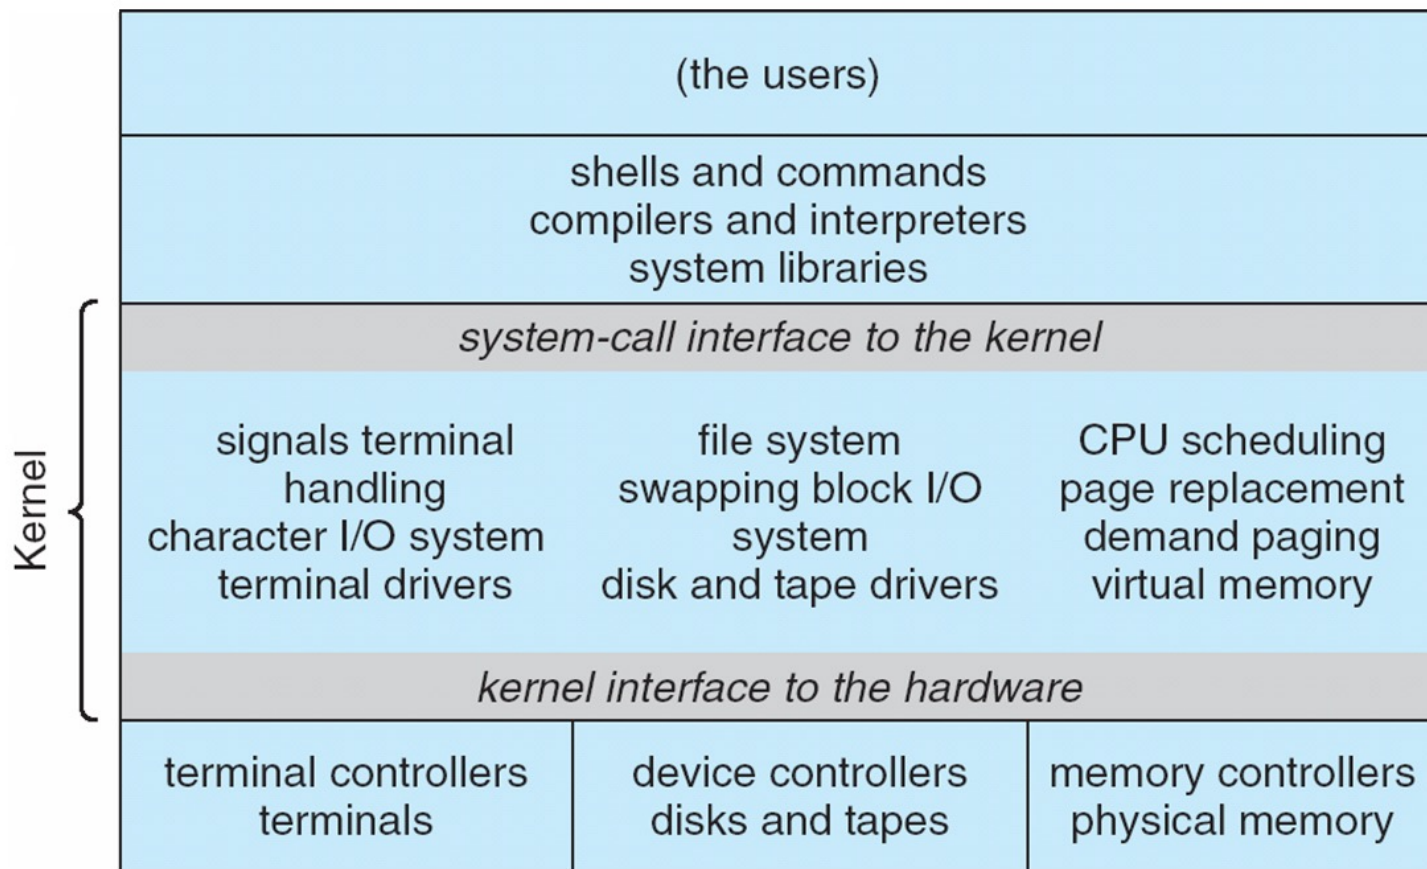 (the users)
shells and commands
compilers and interpreters
system libraries
Kernel
system-call interface to the kernel
signals terminal
handling
character I/O system
terminal drivers
file system
swapping block I/O
system
disk and tape drivers
CPU scheduling
page replacement
demand paging
virtual memory
kernel interface to the hardware
terminal controllers
terminals
device controllers
disks and tapes
memory controllers
physical memory